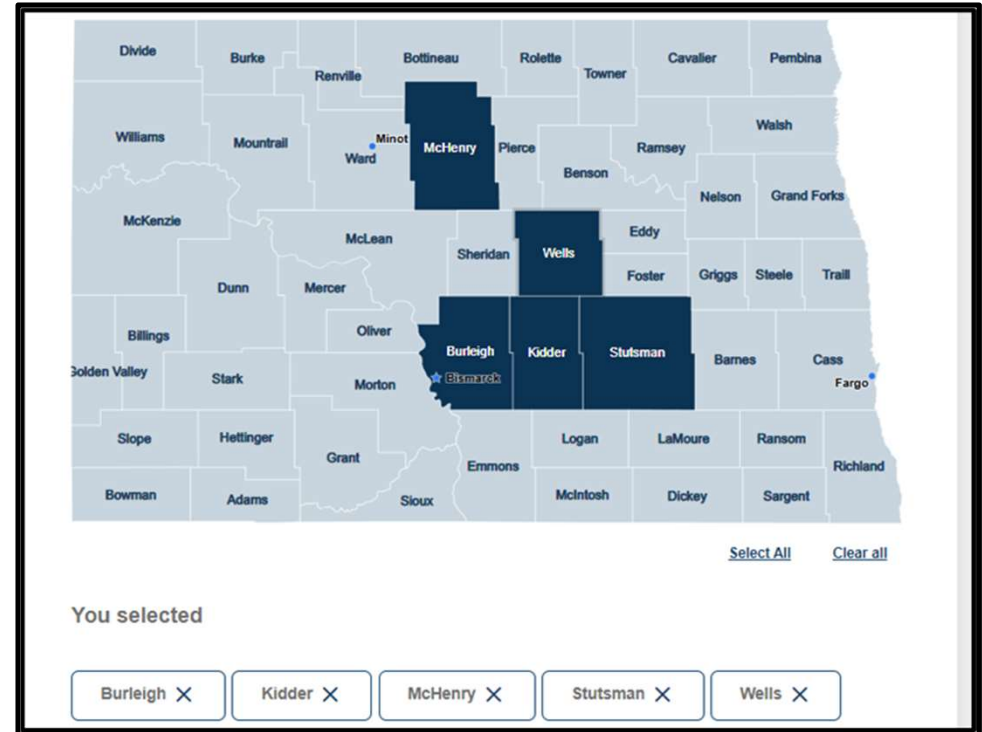 Divide
Burke
Renville
Bottineau
Rolette
Towner
Cavalier
Pembina
Williams
Mountrail
Ward
Minot
McHenry
Pierce
Benson
Ramsey
Walsh
Nelson
Grand Forks
McKenzie
McLean
Sheridan
Wells
Eddy
Foster
Griggs
Steele
Traill
Dunn
Mercer
Billings
Oliver
Burleigh
Kidder
Stutsman
Barnes
Cass
Golden Valley
Stark
Morton
Bismarck
Fargo
Slope
Hettinger
Grant
Emmons
Logan
LaMoure
Ransom
Richland
Bowman
Adams
Sioux
McIntosh
Dickey
Sargent
Select All Clear all
You selected
Burleigh X Kidder X McHenry X Stutsman X Wells X